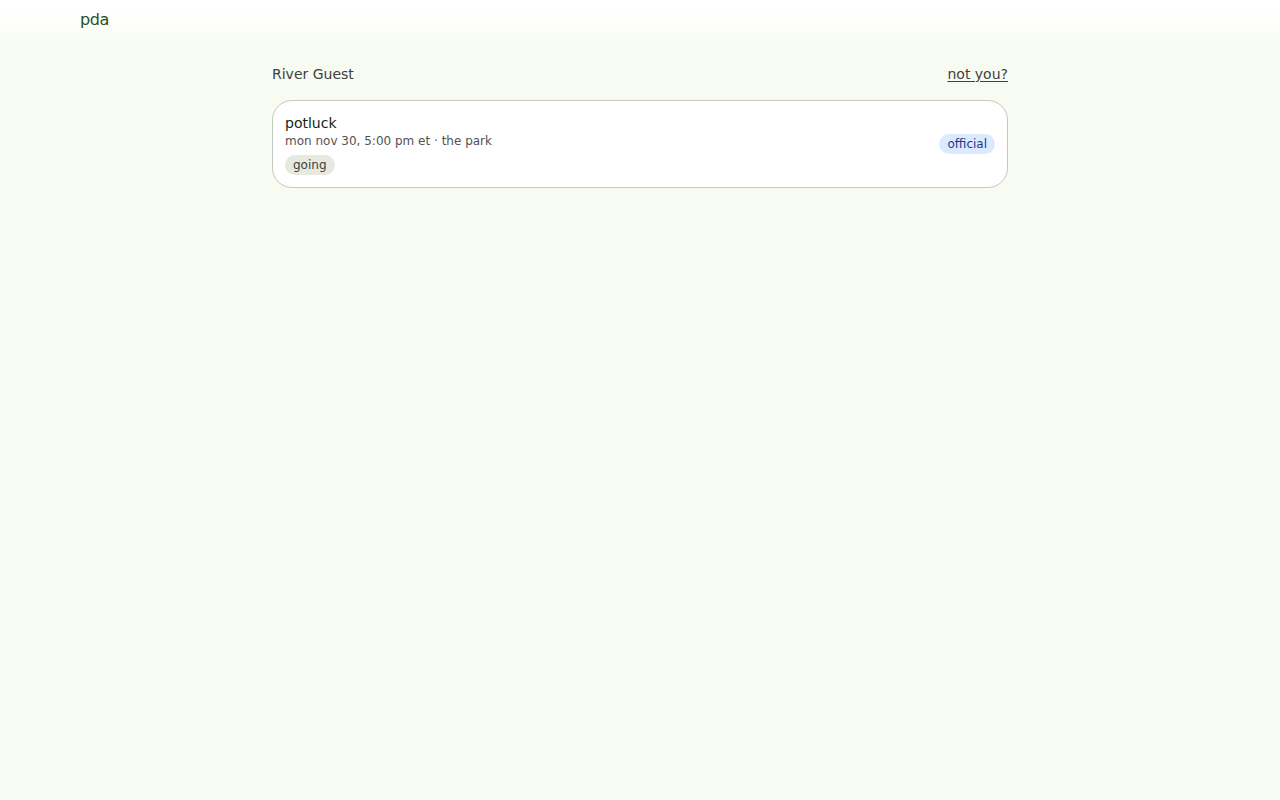 pda
River Guest
not you?
potluck
mon nov 30, 5:00 pm et · the park
official
going